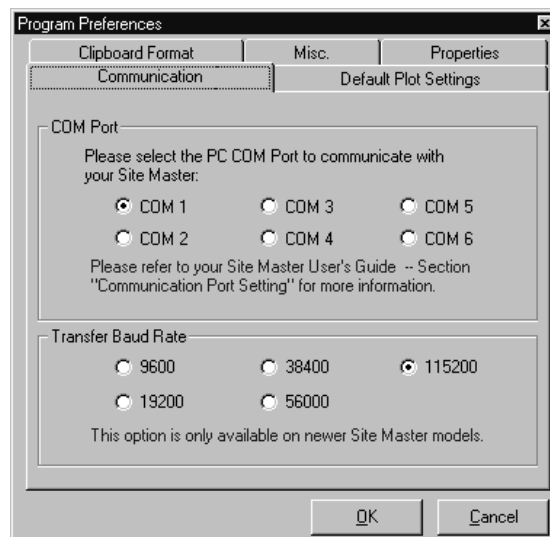 Program Preferences
Clipboard Format Misc. Properties
Communication Default Plot Settings
COM Port
Please select the PC COM Port to communicate with
your Site Master:
COM 1 COM 3 COM 5
COM 2 COM 4 COM 6
Please refer to your Site Master User's Guide -- Section
"Communication Port Setting" for more information.
Transfer Baud Rate
9600 38400 115200
19200 56000
This option is only available on newer Site Master models.
OK Cancel